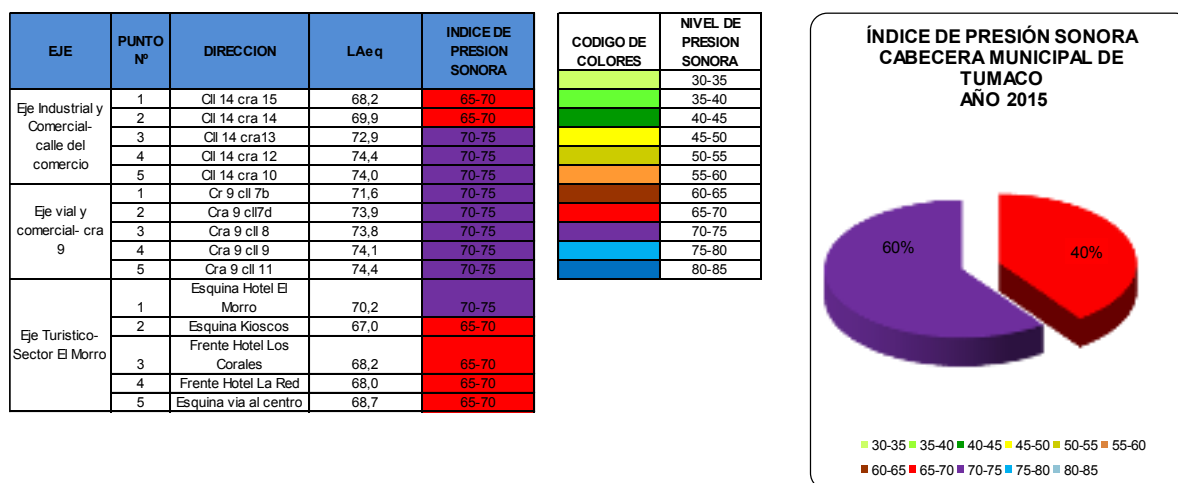 EJE PUNTO Nº DIRECCION LAeq INDICE DE PRESION SONORA
Eje Industrial y Comercial- calle del comercio
1 Cll 14 cra 15 68,2 65-70
2 Cll 14 cra 14 69,9 65-70
3 Cll 14 cra13 72,9 70-75
4 Cll 14 cra 12 74,4 70-75
5 Cll 14 cra 10 74,0 70-75
Eje vial y comercial- cra 9
1 Cr 9 cll 7b 71,6 70-75
2 Cra 9 cll7d 73,9 70-75
3 Cra 9 cll 8 73,8 70-75
4 Cra 9 cll 9 74,1 70-75
5 Cra 9 cll 11 74,4 70-75
Eje Turistico- Sector El Morro
1 Esquina Hotel El Morro 70,2 70-75
2 Esquina Kioscos 67,0 65-70
3 Frente Hotel Los Corales 68,2 65-70
4 Frente Hotel La Red 68,0 65-70
5 Esquina via al centro 68,7 65-70
CODIGO DE COLORES NIVEL DE PRESION SONORA
30-35
35-40
40-45
45-50
50-55
55-60
60-65
65-70
70-75
75-80
80-85
ÍNDICE DE PRESIÓN SONORA
CABECERA MUNICIPAL DE
TUMACO
AÑO 2015
60%
40%
30-35 35-40 40-45 45-50 50-55 55-60
60-65 65-70 70-75 75-80 80-85